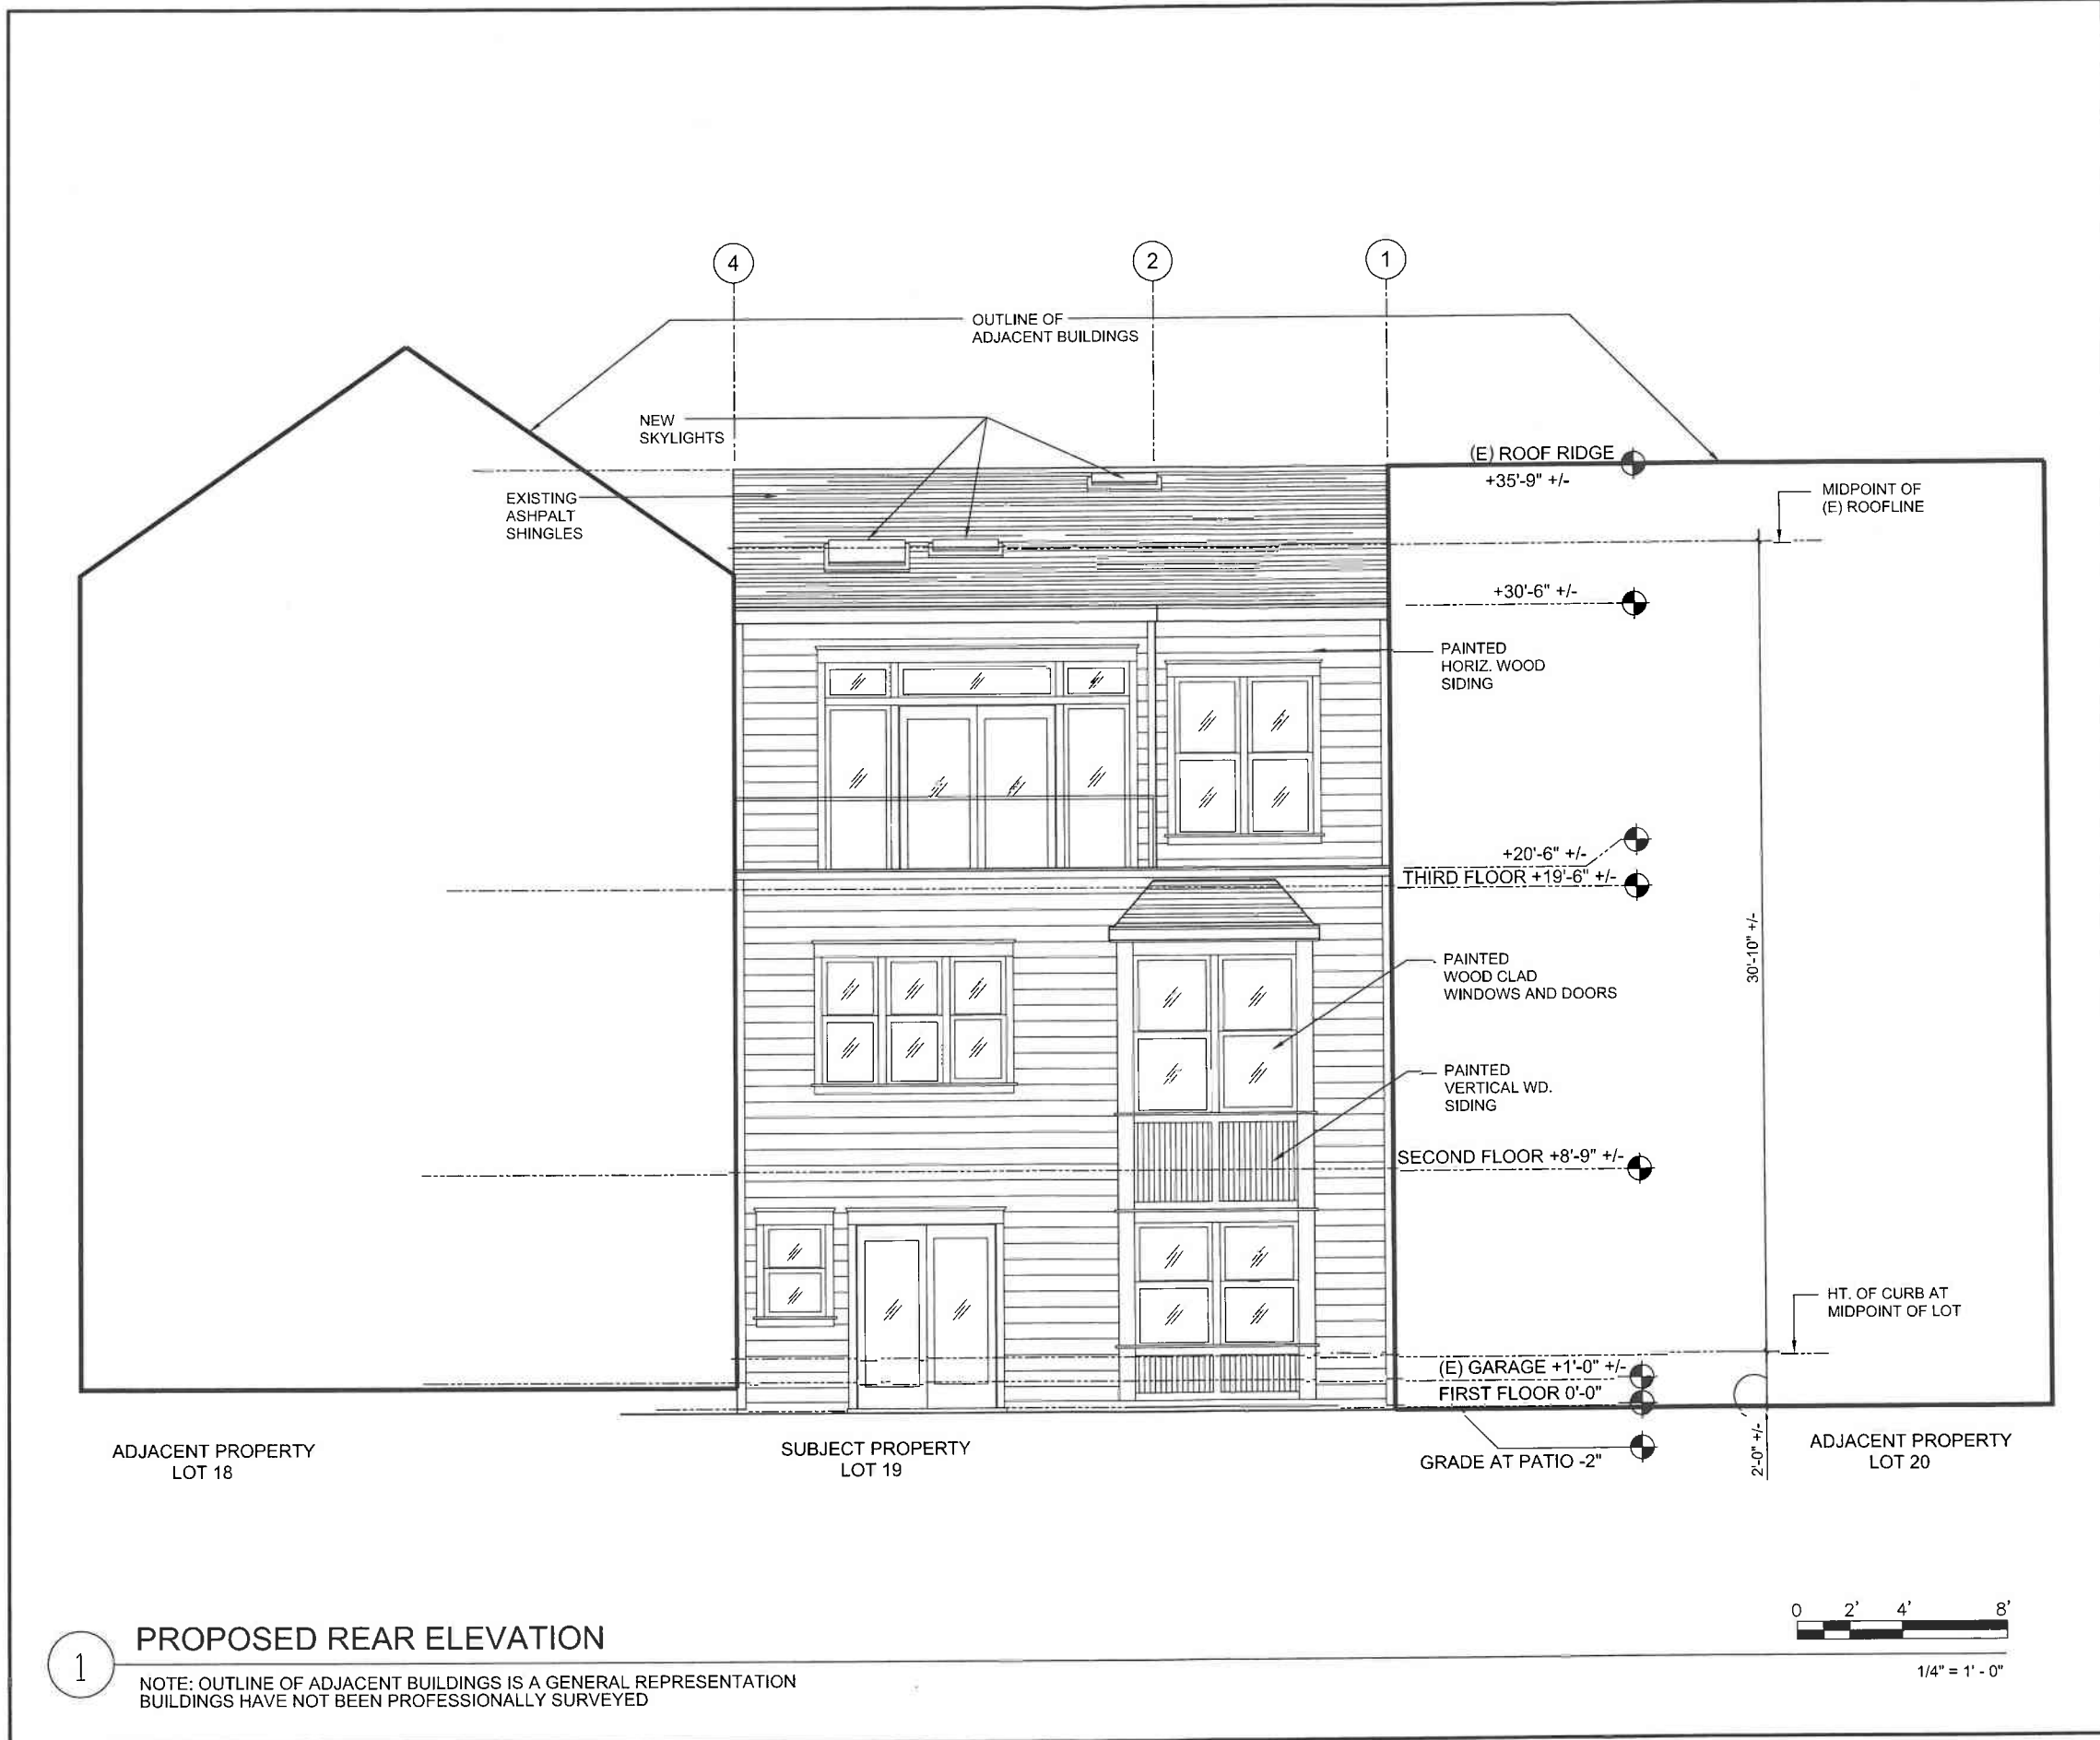 4
2
1
OUTLINE OF
ADJACENT BUILDINGS
NEW
SKYLIGHTS
(E) ROOF RIDGE
+35'-9" +/-
EXISTING
ASHPALT
SHINGLES
MIDPOINT OF
(E) ROOFLINE
+30'-6" +/-
PAINTED
HORIZ. WOOD
SIDING
+20'-6" +/-
THIRD FLOOR +19'-6" +/-
30'-10" +/-
PAINTED
WOOD CLAD
WINDOWS AND DOORS
PAINTED
VERTICAL WD.
SIDING
SECOND FLOOR +8'-9" +/-
HT. OF CURB AT
MIDPOINT OF LOT
(E) GARAGE +1'-0" +/-
FIRST FLOOR 0'-0"
GRADE AT PATIO -2"
2'-0" +/-
ADJACENT PROPERTY
LOT 18
SUBJECT PROPERTY
LOT 19
ADJACENT PROPERTY
LOT 20
0 2' 4' 8'
1/4" = 1' - 0"
1
PROPOSED REAR ELEVATION
NOTE: OUTLINE OF ADJACENT BUILDINGS IS A GENERAL REPRESENTATION
BUILDINGS HAVE NOT BEEN PROFESSIONALLY SURVEYED